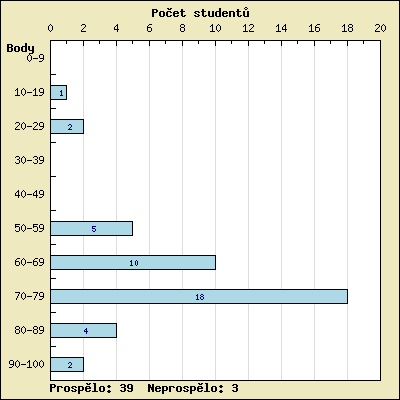 Počet studentů
0 2 4 6 8 10 12 14 16 18 20
Body
0-9
10-19 1
20-29 2
30-39
40-49
50-59 5
60-69 10
70-79 18
80-89 4
90-100 2
Prospělo: 39 Neprospělo: 3